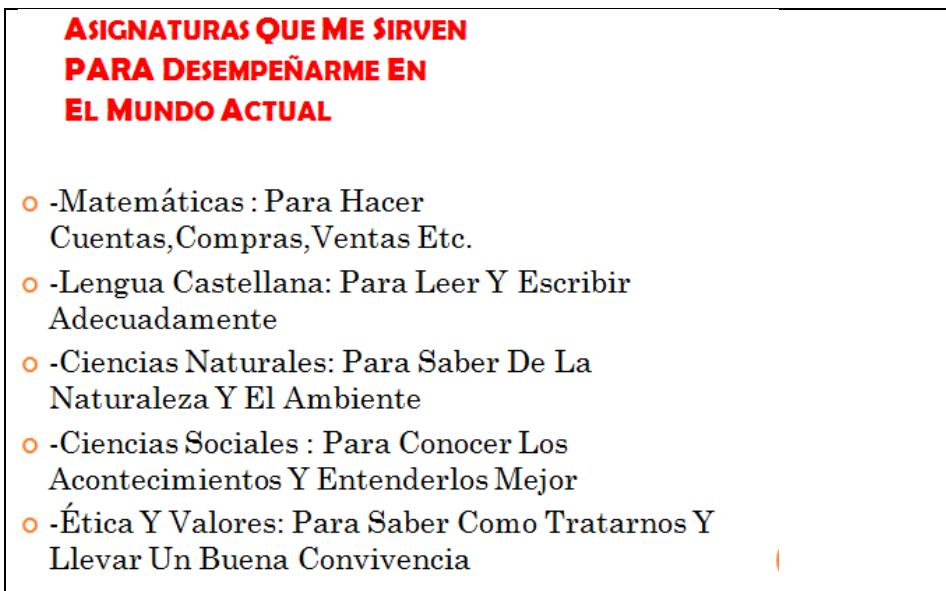 Asignaturas Que Me Sirven
PARA Desempeñarme En
El Mundo Actual
-Matemáticas : Para Hacer
Cuentas,Compras,Ventas Etc.
-Lengua Castellana: Para Leer Y Escribir
Adecuadamente
-Ciencias Naturales: Para Saber De La
Naturaleza Y El Ambiente
-Ciencias Sociales : Para Conocer Los
Acontecimientos Y Entenderlos Mejor
-Ética Y Valores: Para Saber Como Tratarnos Y
Llevar Un Buena Convivencia